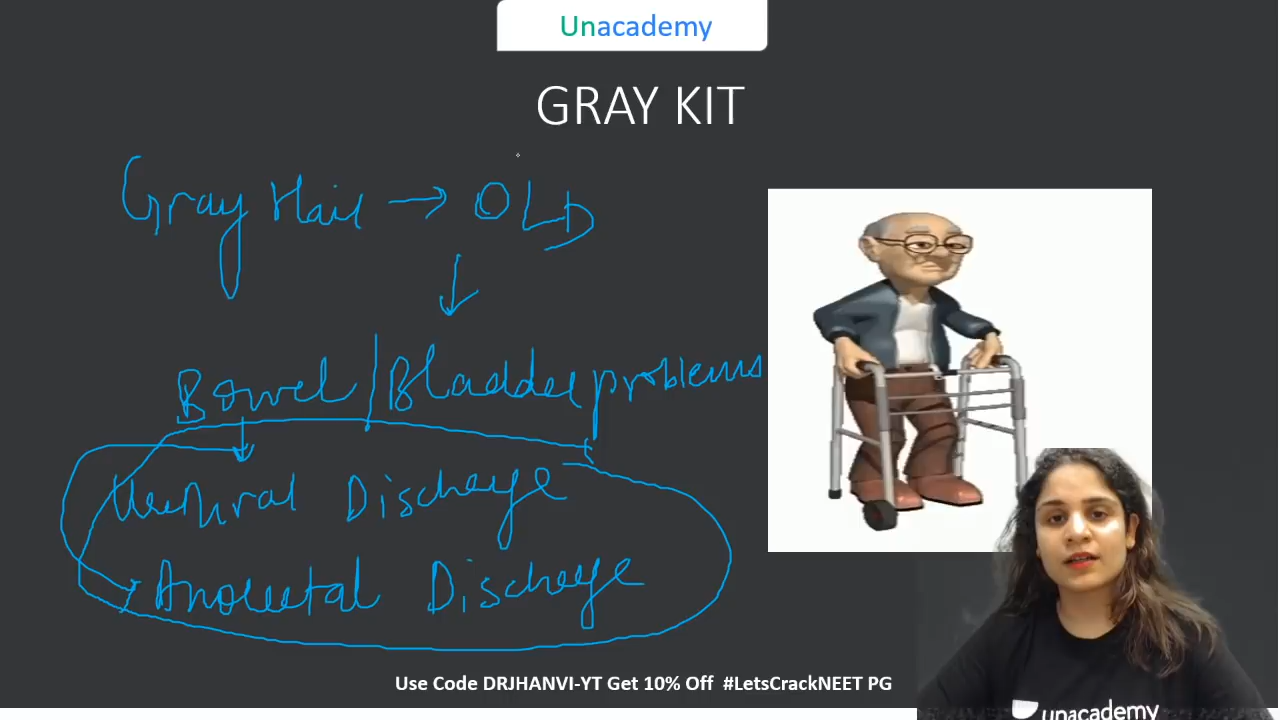 Unacademy
GRAY KIT
Gray Hair → OLD
↓
Bowel/Bladder problems
Urethral Discharge
Anorectal Discharge
Use Code DRJHANVI-YT Get 10% Off #LetsCrackNEET PG
unacademy